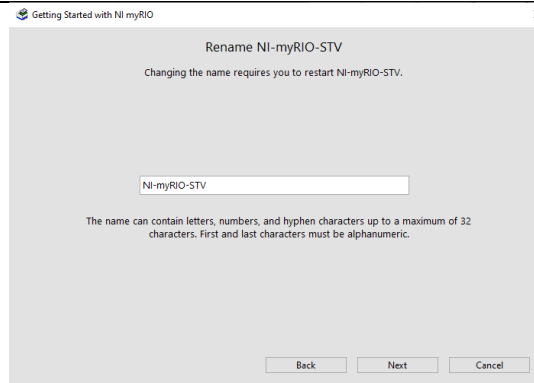 Getting Started with NI myRIO
Rename NI-myRIO-STV
Changing the name requires you to restart NI-myRIO-STV.
NI-myRIO-STV
The name can contain letters, numbers, and hyphen characters up to a maximum of 32
characters. First and last characters must be alphanumeric.
Back Next Cancel